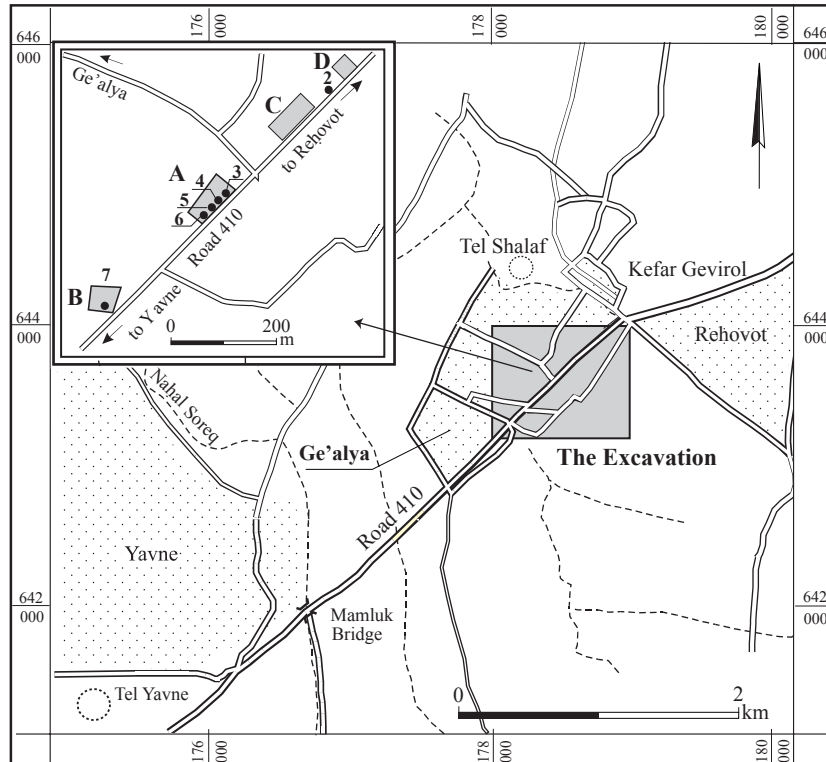 176
000
178
000
180
000
646
000
646
000
Ge'alya
D
2
C
to Rehovot
A
3
4
5
6
Road 410
7
B
to Yavne
0
200
m
Tel Shalaf
Kefar Gevirol
644
000
644
000
Rehovot
Nahal Soreq
Ge'alya
The Excavation
Road 410
Yavne
642
000
642
000
Mamluk
Bridge
Tel Yavne
0
2
km
176
000
178
000
180
000